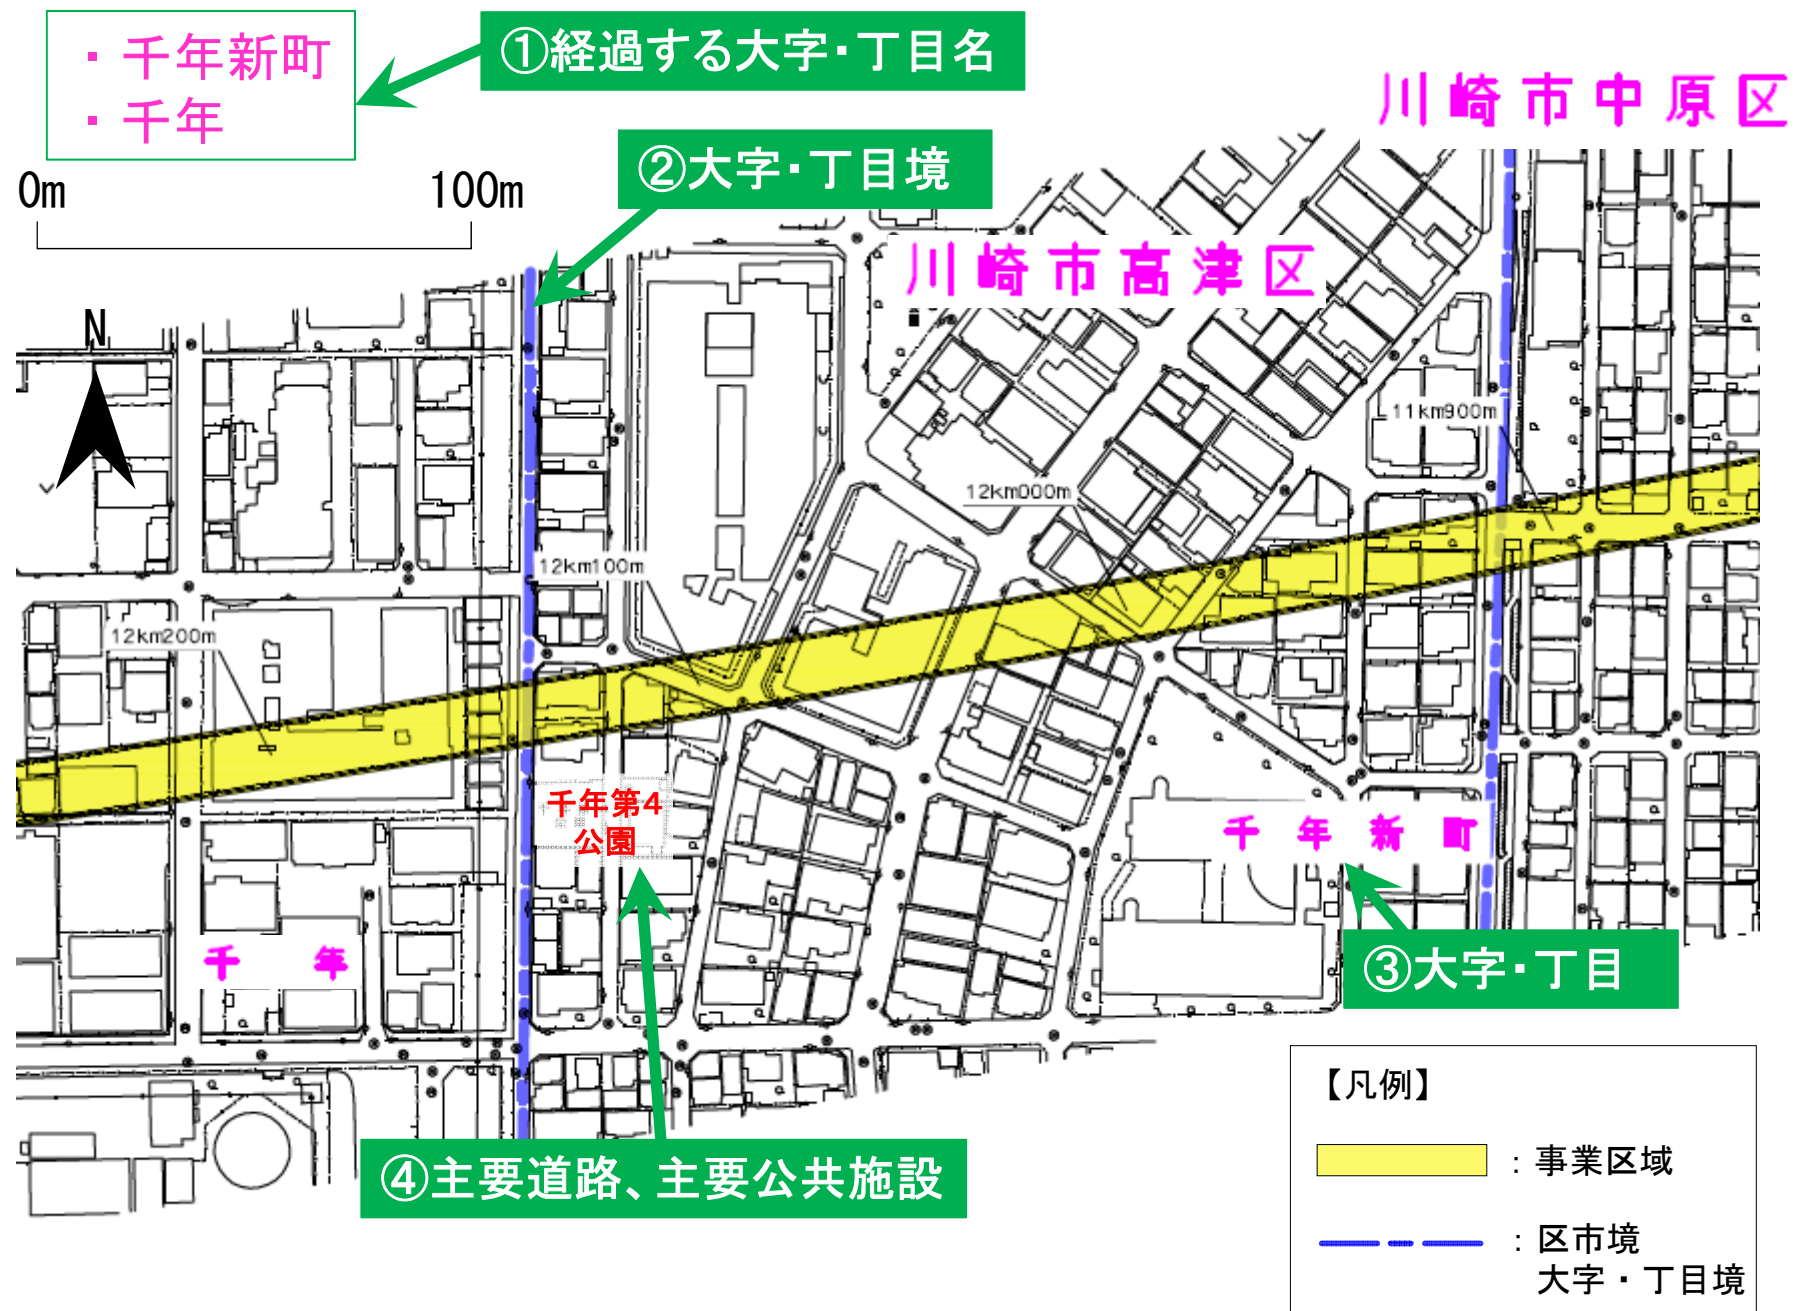 ・千年新町
・千年
①経過する大字・丁目名
川崎市中原区
②大字・丁目境
0m
100m
川崎市高津区
N
11km900m
12km000m
12km100m
12km200m
千年第4
公園
千年新町
千年
③大字・丁目
④主要道路、主要公共施設
【凡例】
：事業区域
：区市境
大字・丁目境